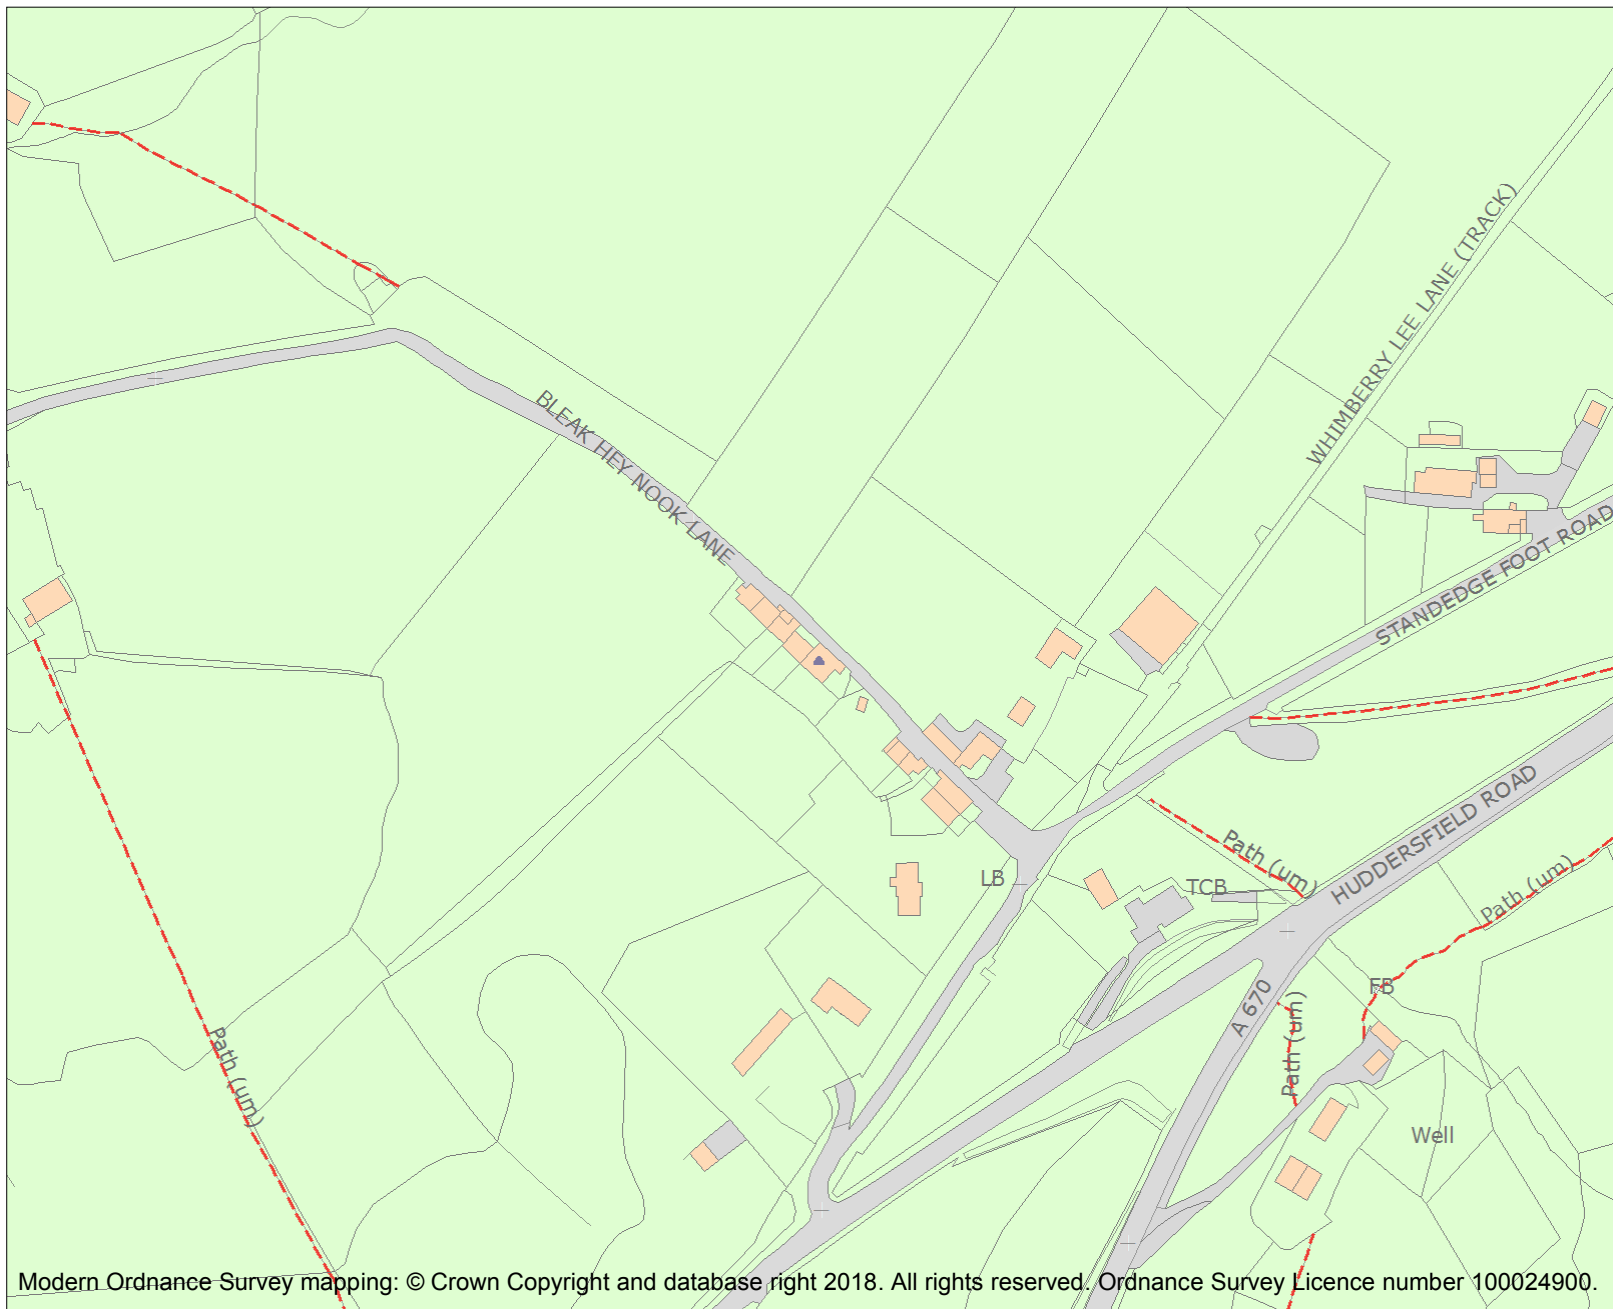 WHIMBERRY LEE LANE (TRACK)
BLEAK HEY NOOK LANE
STANDEDGE FOOT ROAD
HUDDERSFIELD ROAD
Path (um)
LB
TCB
Path (um)
FB
A 670
Path (um)
Path (um)
Well
Modern Ordnance Survey mapping: © Crown Copyright and database right 2018. All rights reserved. Ordnance Survey Licence number 100024900.